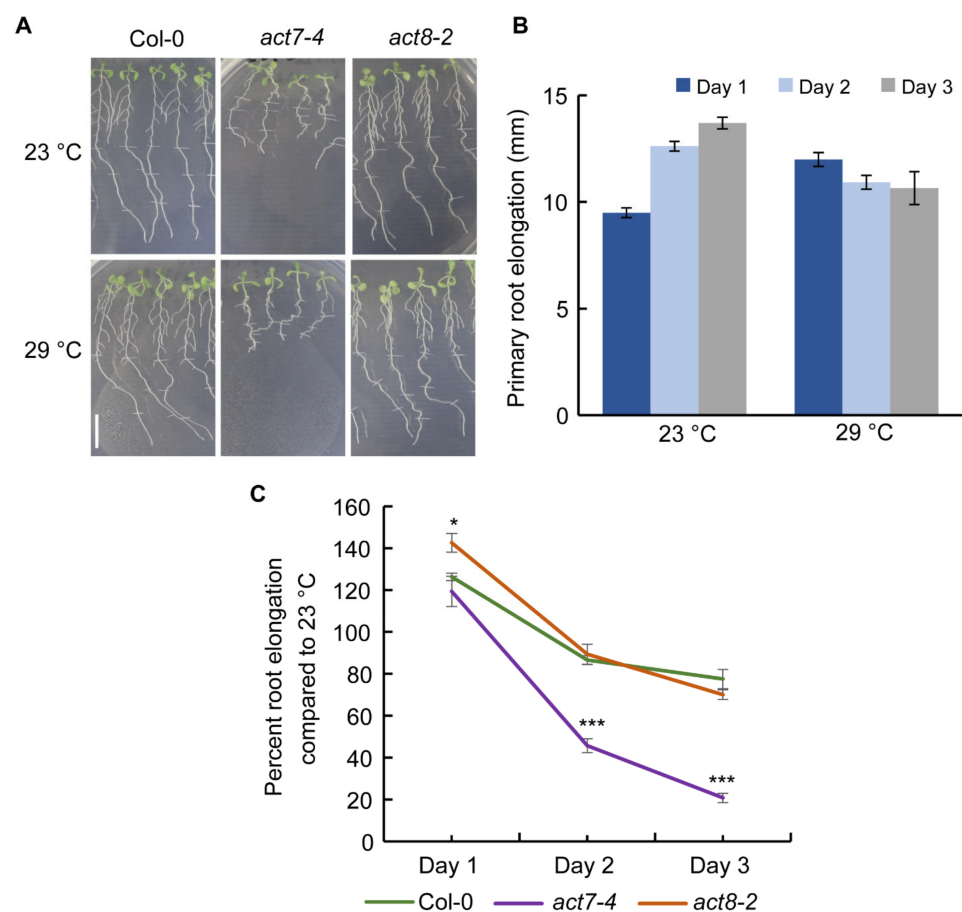 A
Col-0
act7-4
act8-2
23 °C
29 °C
B
Day 1
Day 2
Day 3
Primary root elongation (mm)
15
10
5
0
23 °C
29 °C
C
Percent root elongation
compared to 23 °C
160
140
120
100
80
60
40
20
0
*
***
***
Day 1
Day 2
Day 3
Col-0
act7-4
act8-2